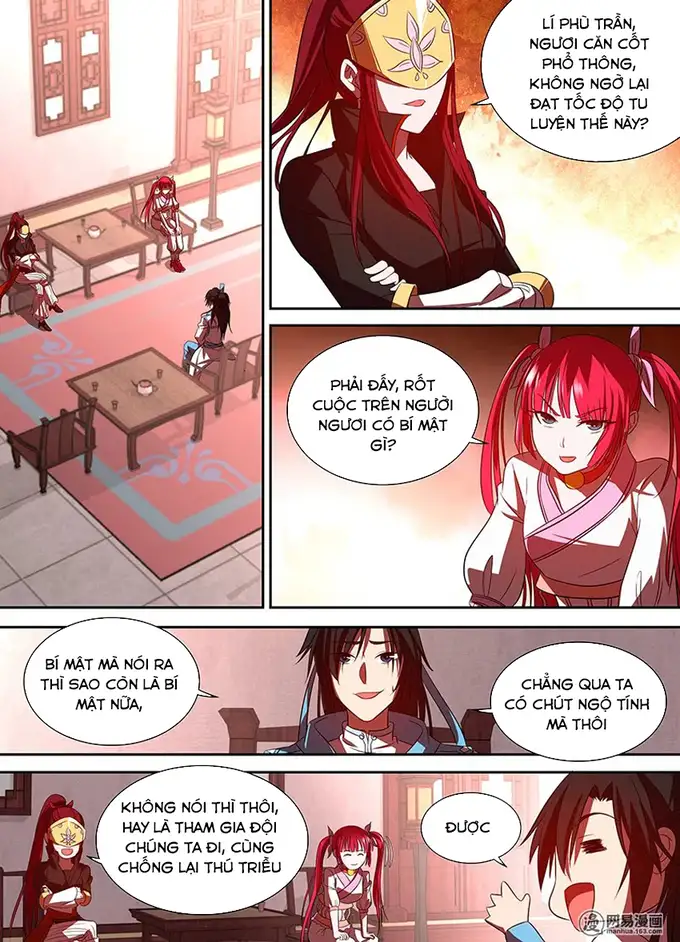 LÍ PHÙ TRẦN,
NGƯƠI CĂN CỐT
PHỔ THÔNG,
KHÔNG NGỜ LẠI
ĐẠT TỐC ĐỘ TU
LUYỆN THẾ NÀY?
PHẢI ĐẤY, RỐT
CUỘC TRÊN NGƯỜI
NGƯƠI CÓ BÍ MẬT
GÌ?
BÍ MẬT MÀ NÓI RA
THÌ SAO CÒN LÀ BÍ
MẬT NỮA,
CHẲNG QUA TA
CÓ CHÚT NGỘ TÍNH
MÀ THÔI
KHÔNG NÓI THÌ THÔI,
HAY LÀ THAM GIA ĐỘI
CHÚNG TA ĐI, CÙNG
CHỐNG LẠI THÚ TRIỀU
ĐƯỢC
漫 网易漫画
manhua.163.com